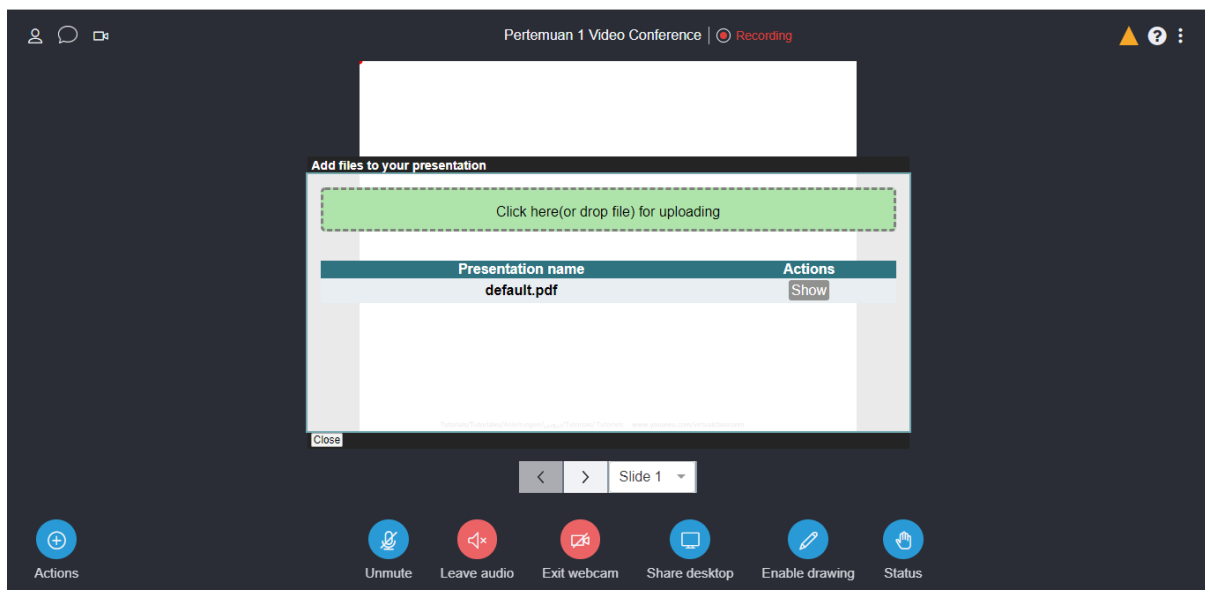 Pertemuan 1 Video Conference | Recording
?
Add files to your presentation
Click here(or drop file) for uploading
Presentation name Actions
default.pdf Show
Close
Slide 1
Actions Unmute Leave audio Exit webcam Share desktop Enable drawing Status